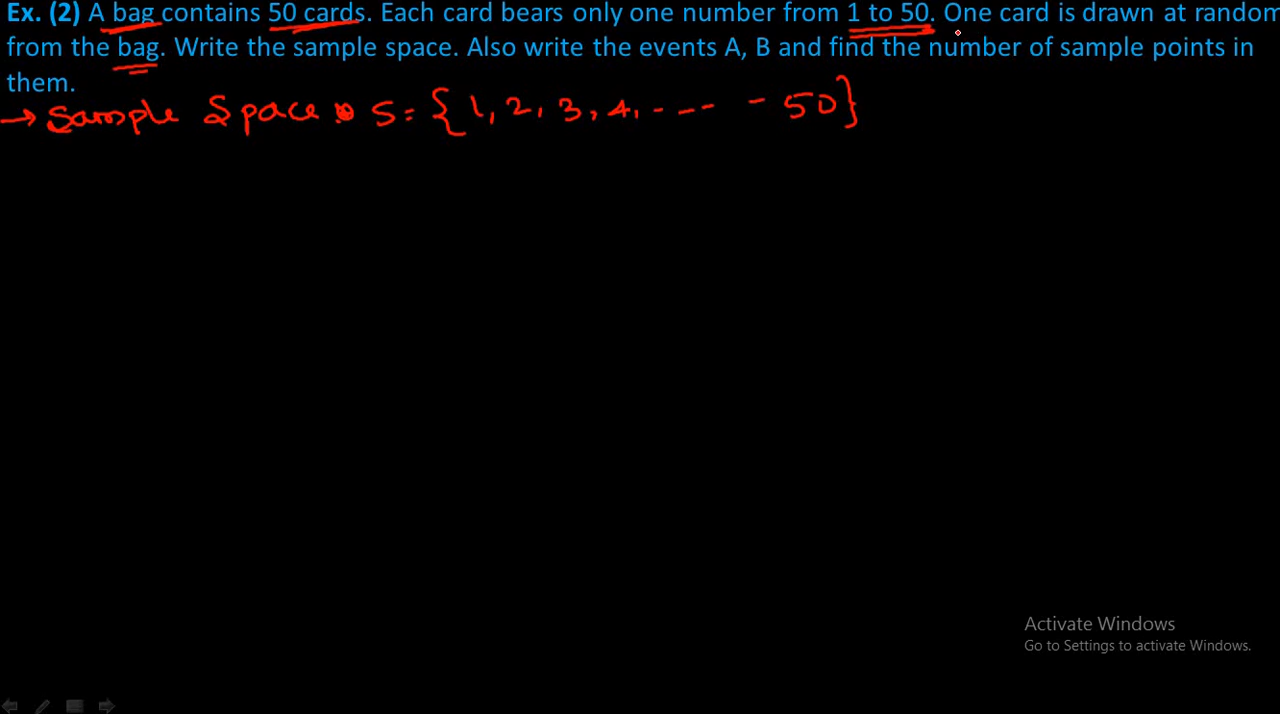 Ex. (2) A bag contains 50 cards. Each card bears only one number from 1 to 50. One card is drawn at random
from the bag. Write the sample space. Also write the events A, B and find the number of sample points in
them.
→ Sample Space : S = {1, 2, 3, 4, ---- - 50}
Activate Windows
Go to Settings to activate Windows.